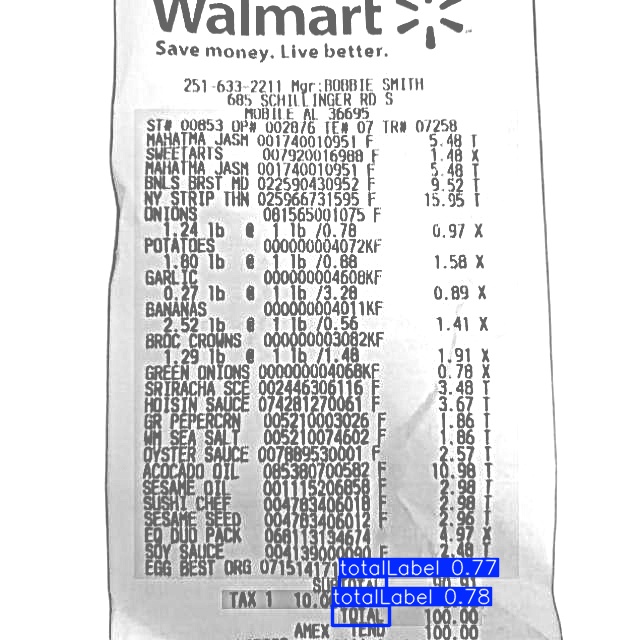 Walmart
Save money. Live better.
251-633-2211 Mgr:BOBBIE SMITH
685 SCHILLINGER RD S
MOBILE AL 36695
ST# 00853 OP# 002876 TE# 07 TR# 07258
MAHATMA JASM 001740010951 F 5.48 T
SWEETARTS 007920016988 F 1.48 X
MAHATMA JASM 001740010951 F 5.48 T
BNLS BRST MD 022590430952 F 9.52 T
NY STRIP THN 025966731595 F 15.95 T
ONIONS 081565001075 F
1.24 lb @ 1 lb /0.78 0.97 X
POTATOES 000000004072KF
1.80 lb @ 1 lb /0.88 1.58 X
GARLIC 000000004608KF
0.27 lb @ 1 lb /3.28 0.89 X
BANANAS 000000004011KF
2.52 lb @ 1 lb /0.56 1.41 X
BROC CROWNS 000000003082KF
1.29 lb @ 1 lb /1.48 1.91 X
GREEN ONIONS 000000004068KF 0.78 X
SRIRACHA SCE 002446306116 F 3.48 T
HOISIN SAUCE 074281270061 F 3.67 T
GR PEPERCRN 005210003026 F 1.86 T
WM SEA SALT 005210074602 F 1.86 T
OYSTER SAUCE 007889530001 F 2.57 T
ACOCADO OIL 085380700582 F 10.98 T
SESAME OIL 001115206858 F 2.98 T
SUSHI CHEF 004783406018 F 2.98 T
SESAME SEED 004783406012 F 2.96 T
EQ DUO PACK 068113134674 4.97 X
SOY SAUCE 004139000090 F 2.48 T
EGG BEST ORG 071514171
totalLabel 0.77
90.91
TAX 1 10.0
totalLabel 0.78
TOTAL 100.00
AMEX TEND 100.00